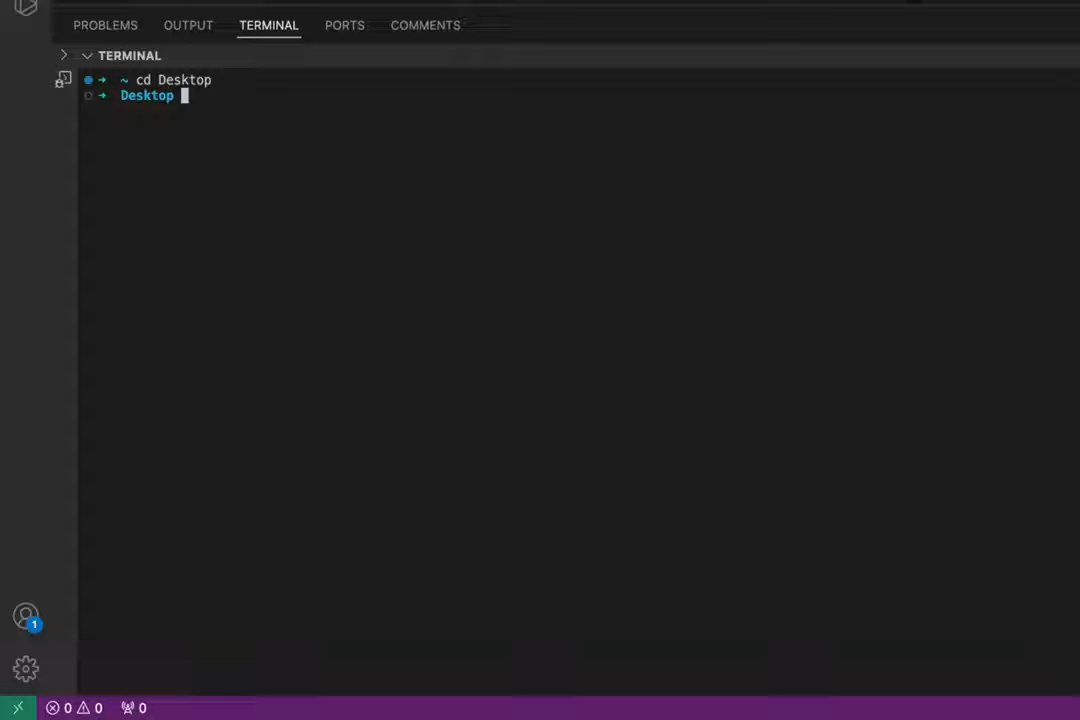 PROBLEMS OUTPUT TERMINAL PORTS COMMENTS
TERMINAL
➜ ~ cd Desktop
➜ Desktop
1
0 0 0